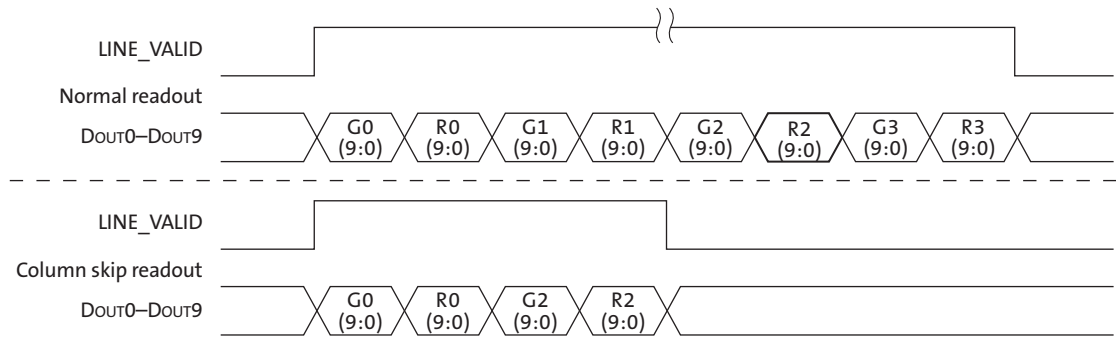 LINE_VALID
Normal readout
DOUT0–DOUT9
G0 (9:0) R0 (9:0) G1 (9:0) R1 (9:0) G2 (9:0) R2 (9:0) G3 (9:0) R3 (9:0)
LINE_VALID
Column skip readout
DOUT0–DOUT9
G0 (9:0) R0 (9:0) G2 (9:0) R2 (9:0)